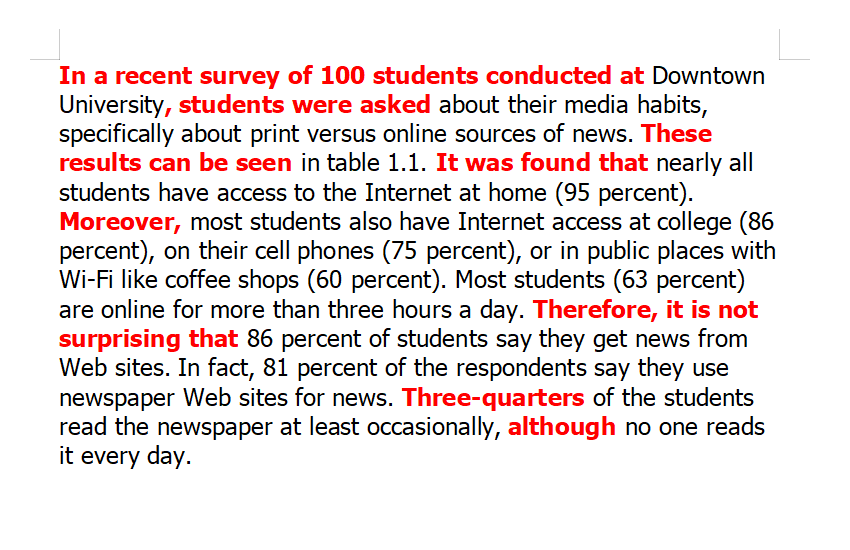 In a recent survey of 100 students conducted at Downtown
University, students were asked about their media habits,
specifically about print versus online sources of news. These
results can be seen in table 1.1. It was found that nearly all
students have access to the Internet at home (95 percent).
Moreover, most students also have Internet access at college (86
percent), on their cell phones (75 percent), or in public places with
Wi-Fi like coffee shops (60 percent). Most students (63 percent)
are online for more than three hours a day. Therefore, it is not
surprising that 86 percent of students say they get news from
Web sites. In fact, 81 percent of the respondents say they use
newspaper Web sites for news. Three-quarters of the students
read the newspaper at least occasionally, although no one reads
it every day.